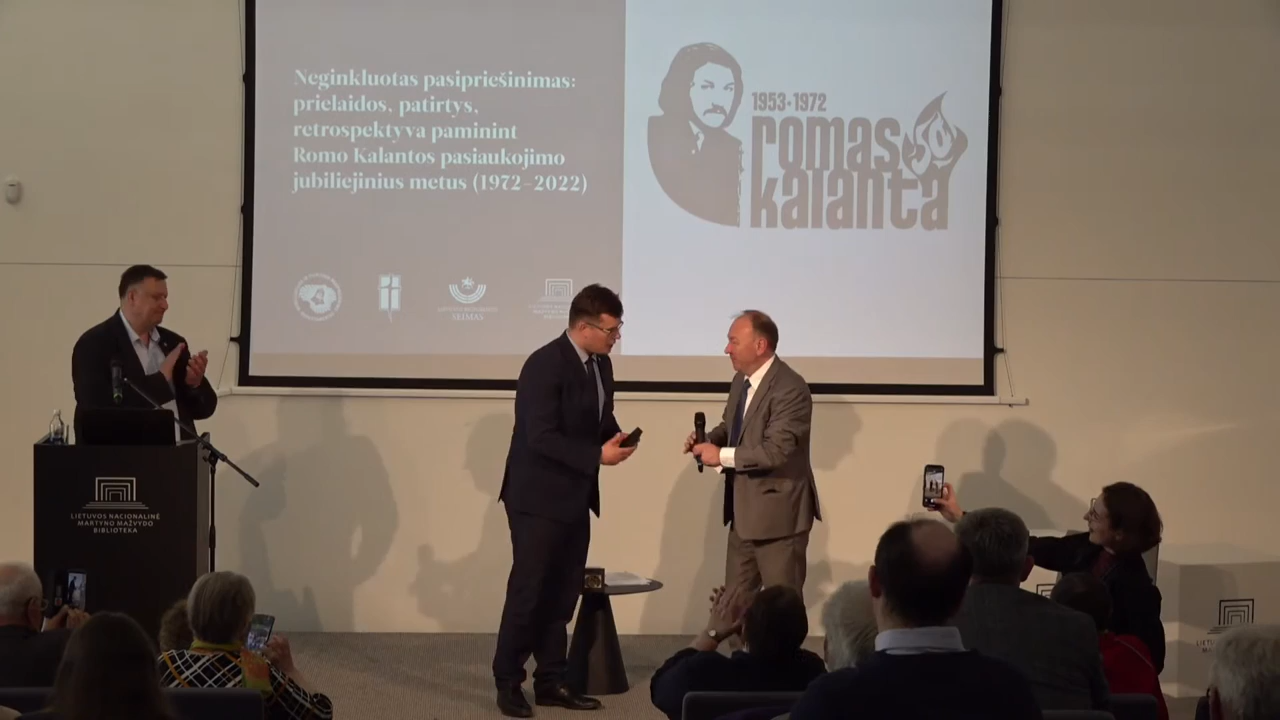 Neginkluotas pasipriešinimas:
prielaidos, patirtys,
retrospektyva paminint
Romo Kalantos pasiaukojimo
jubiliejinius metus (1972–2022)
1953-1972
romas
kalanta
50
SEIMAS
LIETUVOS NACIONALINĖ
MARTYNO MAŽVYDO
BIBLIOTEKA